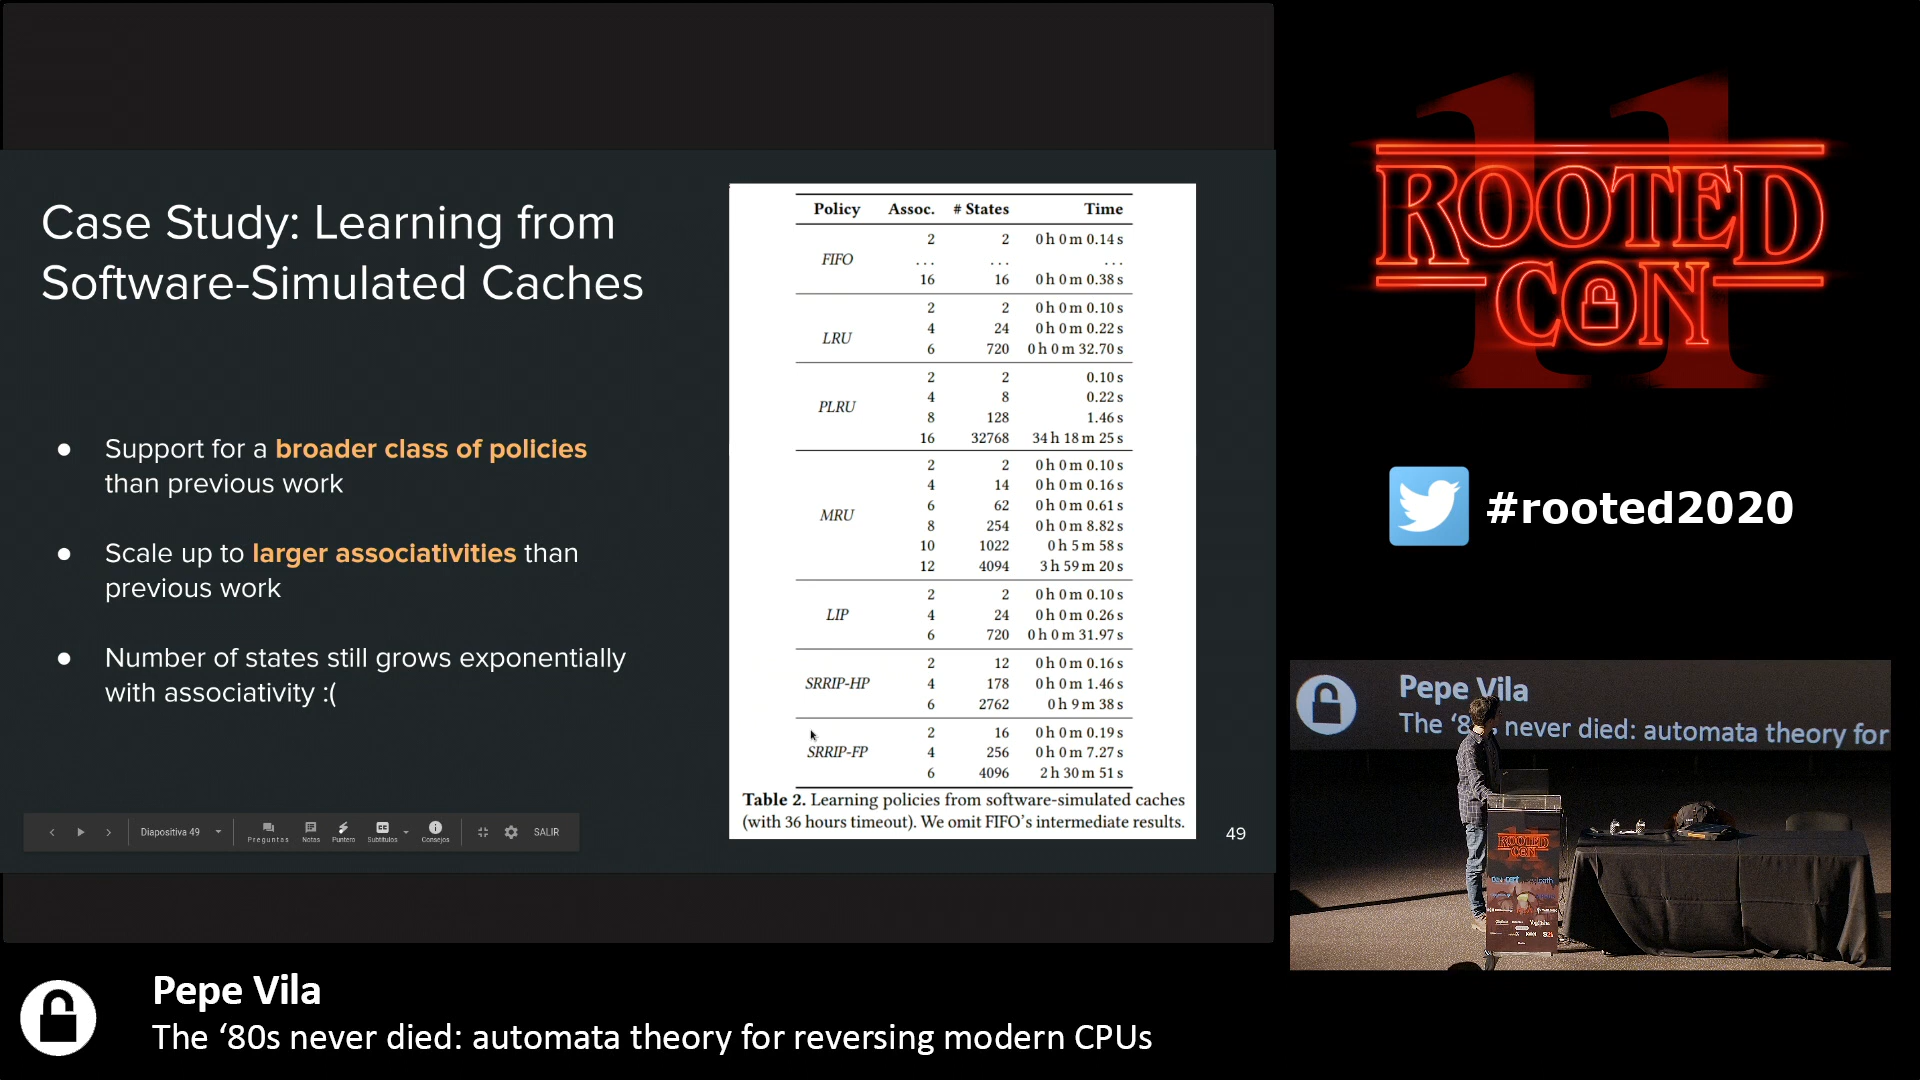 Case Study: Learning from
Software-Simulated Caches
● Support for a broader class of policies
than previous work
● Scale up to larger associativities than
previous work
● Number of states still grows exponentially
with associativity :(
Policy Assoc. # States Time
FIFO
2 2 0 h 0 m 0.14 s
... ... ...
16 16 0 h 0 m 0.38 s
LRU
2 2 0 h 0 m 0.10 s
4 24 0 h 0 m 0.22 s
6 720 0 h 0 m 32.70 s
PLRU
2 2 0.10 s
4 8 0.22 s
8 128 1.46 s
16 32768 34 h 18 m 25 s
MRU
2 2 0 h 0 m 0.10 s
4 14 0 h 0 m 0.16 s
6 62 0 h 0 m 0.61 s
8 254 0 h 0 m 8.82 s
10 1022 0 h 5 m 58 s
12 4094 3 h 59 m 20 s
LIP
2 2 0 h 0 m 0.10 s
4 24 0 h 0 m 0.26 s
6 720 0 h 0 m 31.97 s
SRRIP-HP
2 12 0 h 0 m 0.16 s
4 178 0 h 0 m 1.46 s
6 2762 0 h 9 m 38 s
SRRIP-FP
2 16 0 h 0 m 0.19 s
4 256 0 h 0 m 7.27 s
6 4096 2 h 30 m 51 s
Table 2. Learning policies from software-simulated caches
(with 36 hours timeout). We omit FIFO's intermediate results.
49
Diapositiva 49
Preguntas Notas Puntero Subtítulos Consejos
SALIR
11
ROOTED
CON
#rooted2020
Pepe Vila
The ‘80s never died: automata theory for
ROOTED
CON
Pepe Vila
The ‘80s never died: automata theory for reversing modern CPUs